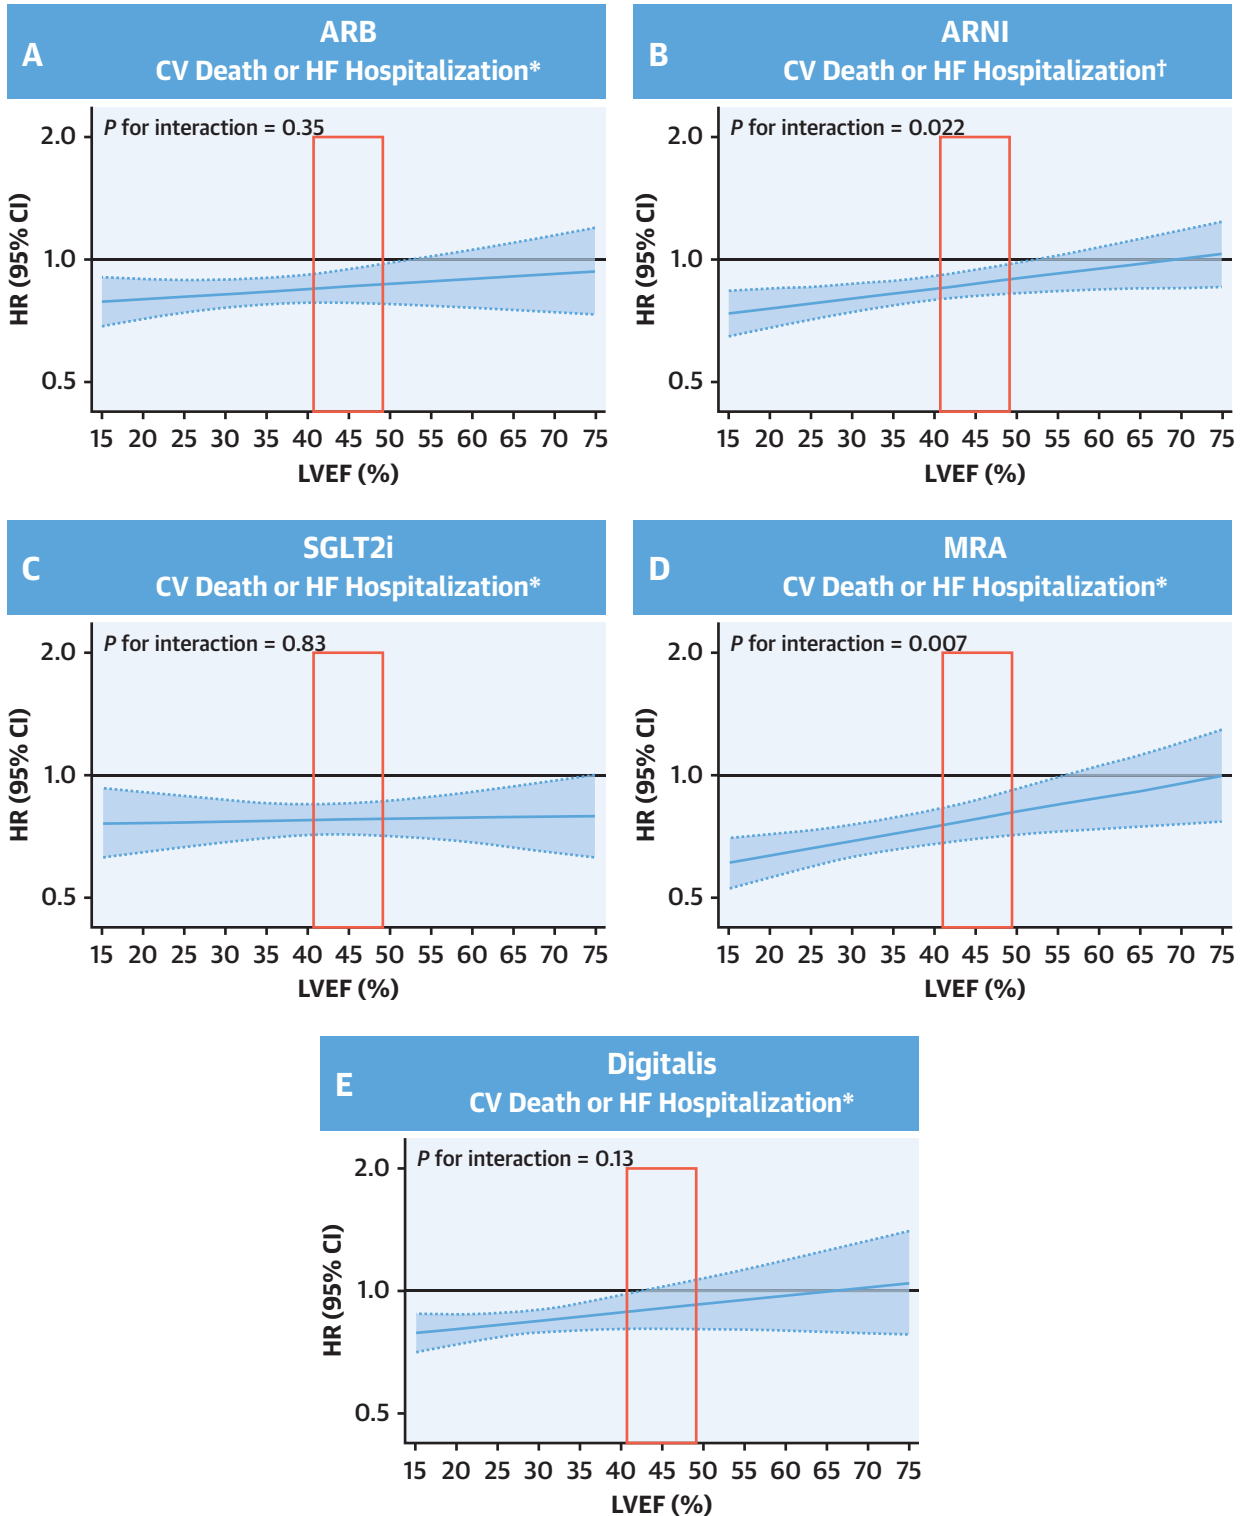 A
ARB
CV Death or HF Hospitalization*
P for interaction = 0.35
HR (95% CI)
2.0
1.0
0.5
15 20 25 30 35 40 45 50 55 60 65 70 75
LVEF (%)
B
ARNI
CV Death or HF Hospitalization†
P for interaction = 0.022
HR (95% CI)
2.0
1.0
0.5
15 20 25 30 35 40 45 50 55 60 65 70 75
LVEF (%)
C
SGLT2i
CV Death or HF Hospitalization*
P for interaction = 0.83
HR (95% CI)
2.0
1.0
0.5
15 20 25 30 35 40 45 50 55 60 65 70 75
LVEF (%)
D
MRA
CV Death or HF Hospitalization*
P for interaction = 0.007
HR (95% CI)
2.0
1.0
0.5
15 20 25 30 35 40 45 50 55 60 65 70 75
LVEF (%)
E
Digitalis
CV Death or HF Hospitalization*
P for interaction = 0.13
HR (95% CI)
2.0
1.0
0.5
15 20 25 30 35 40 45 50 55 60 65 70 75
LVEF (%)